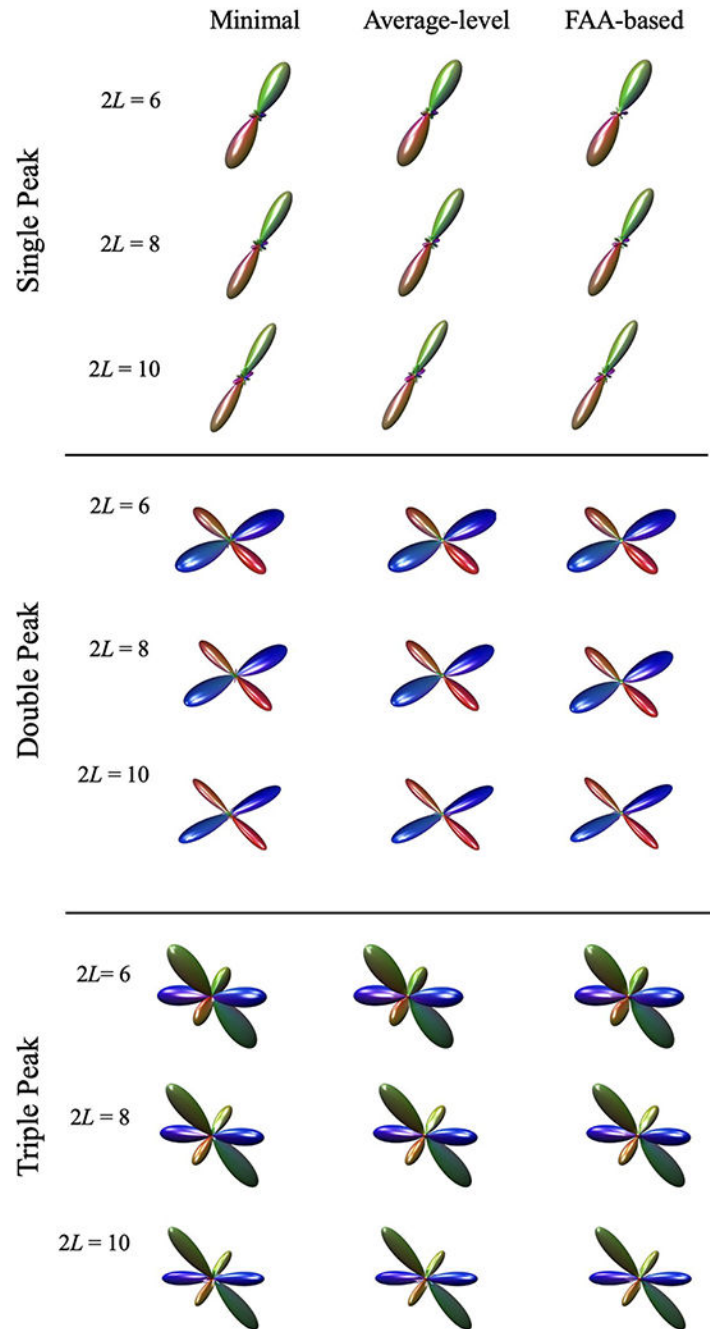 Minimal Average-level FAA-based
Single Peak
2L = 6
2L = 8
2L = 10
Double Peak
2L = 6
2L = 8
2L = 10
Triple Peak
2L= 6
2L = 8
2L = 10